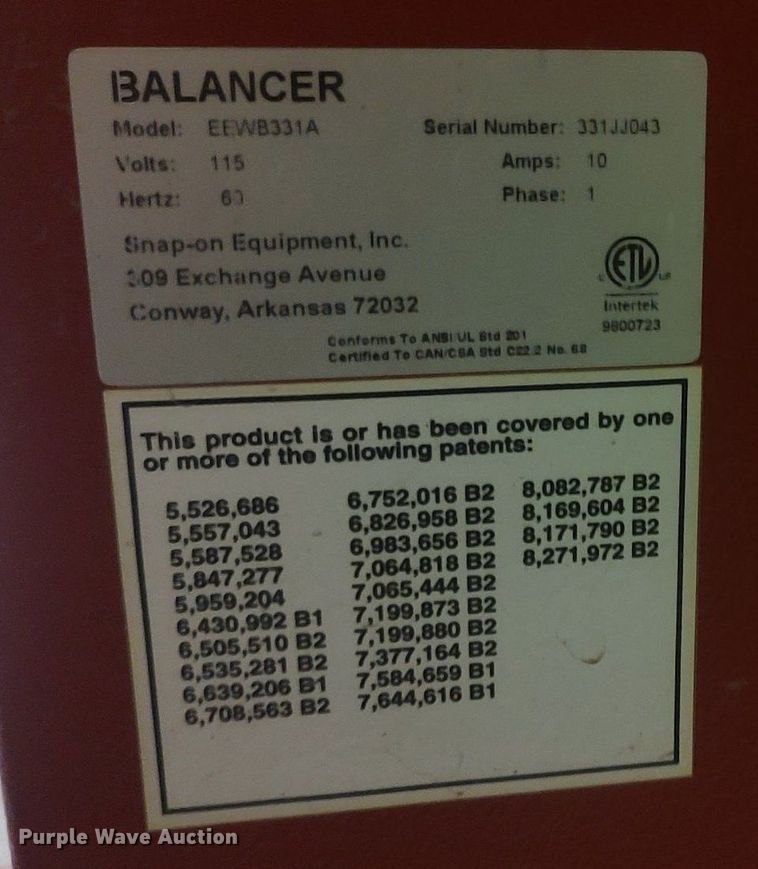 BALANCER
Model: EEWB331A Serial Number: 331JJ043
Volts: 115 Amps: 10
Hertz: 60 Phase: 1
Snap-on Equipment, Inc.
309 Exchange Avenue
Conway, Arkansas 72032
ETL
C US
Intertek
9800723
Conforms To ANSI/UL Std 201
Certified To CAN/CSA Std C22.2 No. 68
This product is or has been covered by one
or more of the following patents:
5,526,686
5,557,043
5,587,528
5,847,277
5,959,204
6,430,992 B1
6,505,510 B2
6,535,281 B2
6,639,206 B1
6,708,563 B2
6,752,016 B2
6,826,958 B2
6,983,656 B2
7,064,818 B2
7,065,444 B2
7,199,873 B2
7,199,880 B2
7,377,164 B2
7,584,659 B1
7,644,616 B1
8,082,787 B2
8,169,604 B2
8,171,790 B2
8,271,972 B2
Purple Wave Auction